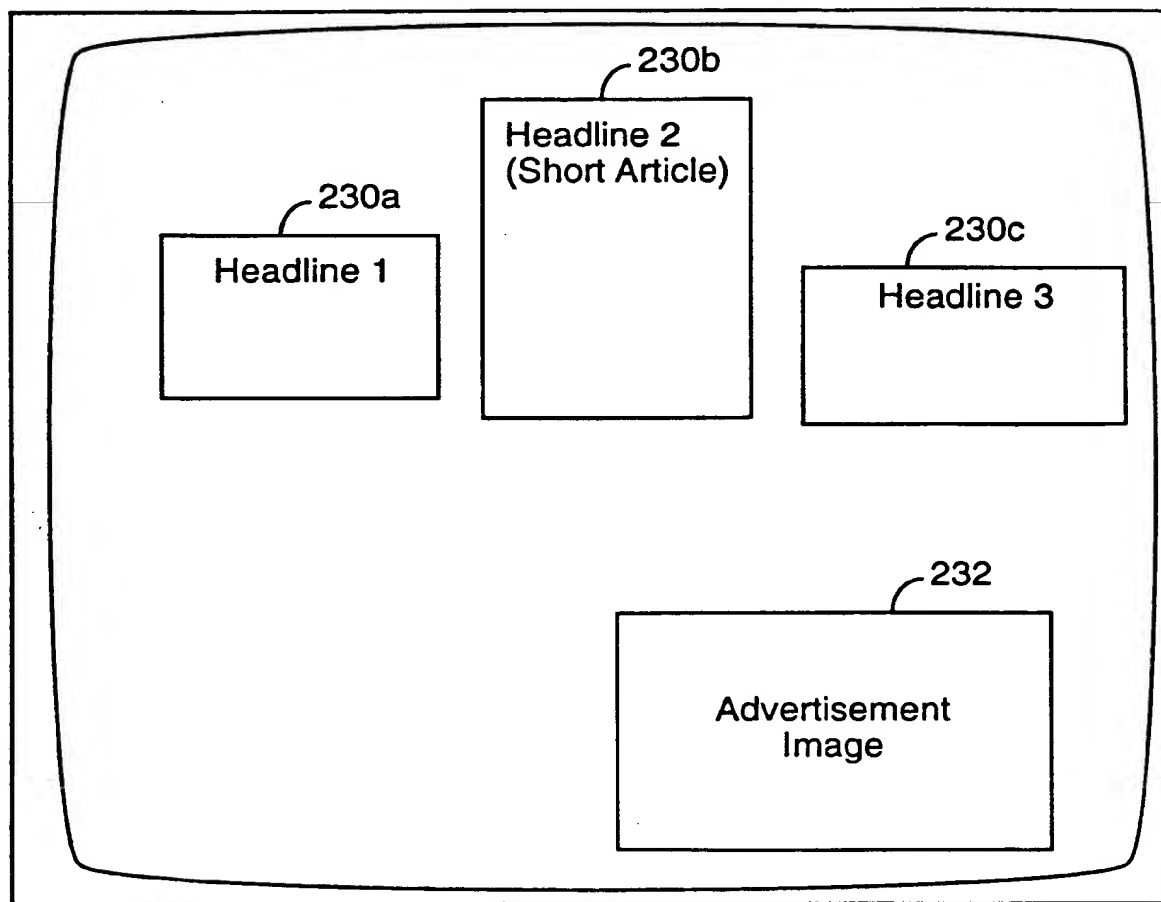 230b
Headline 2
(Short Article)
230a
Headline 1
230c
Headline 3
232
Advertisement
Image